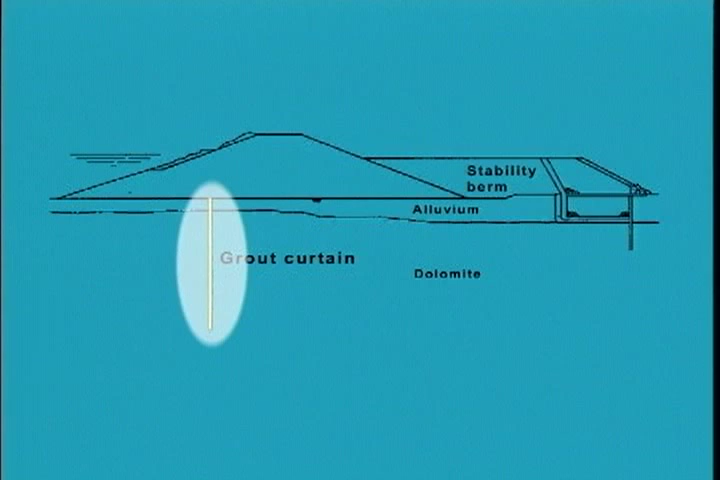 Stability
berm
Alluvium
Grout curtain
Dolomite